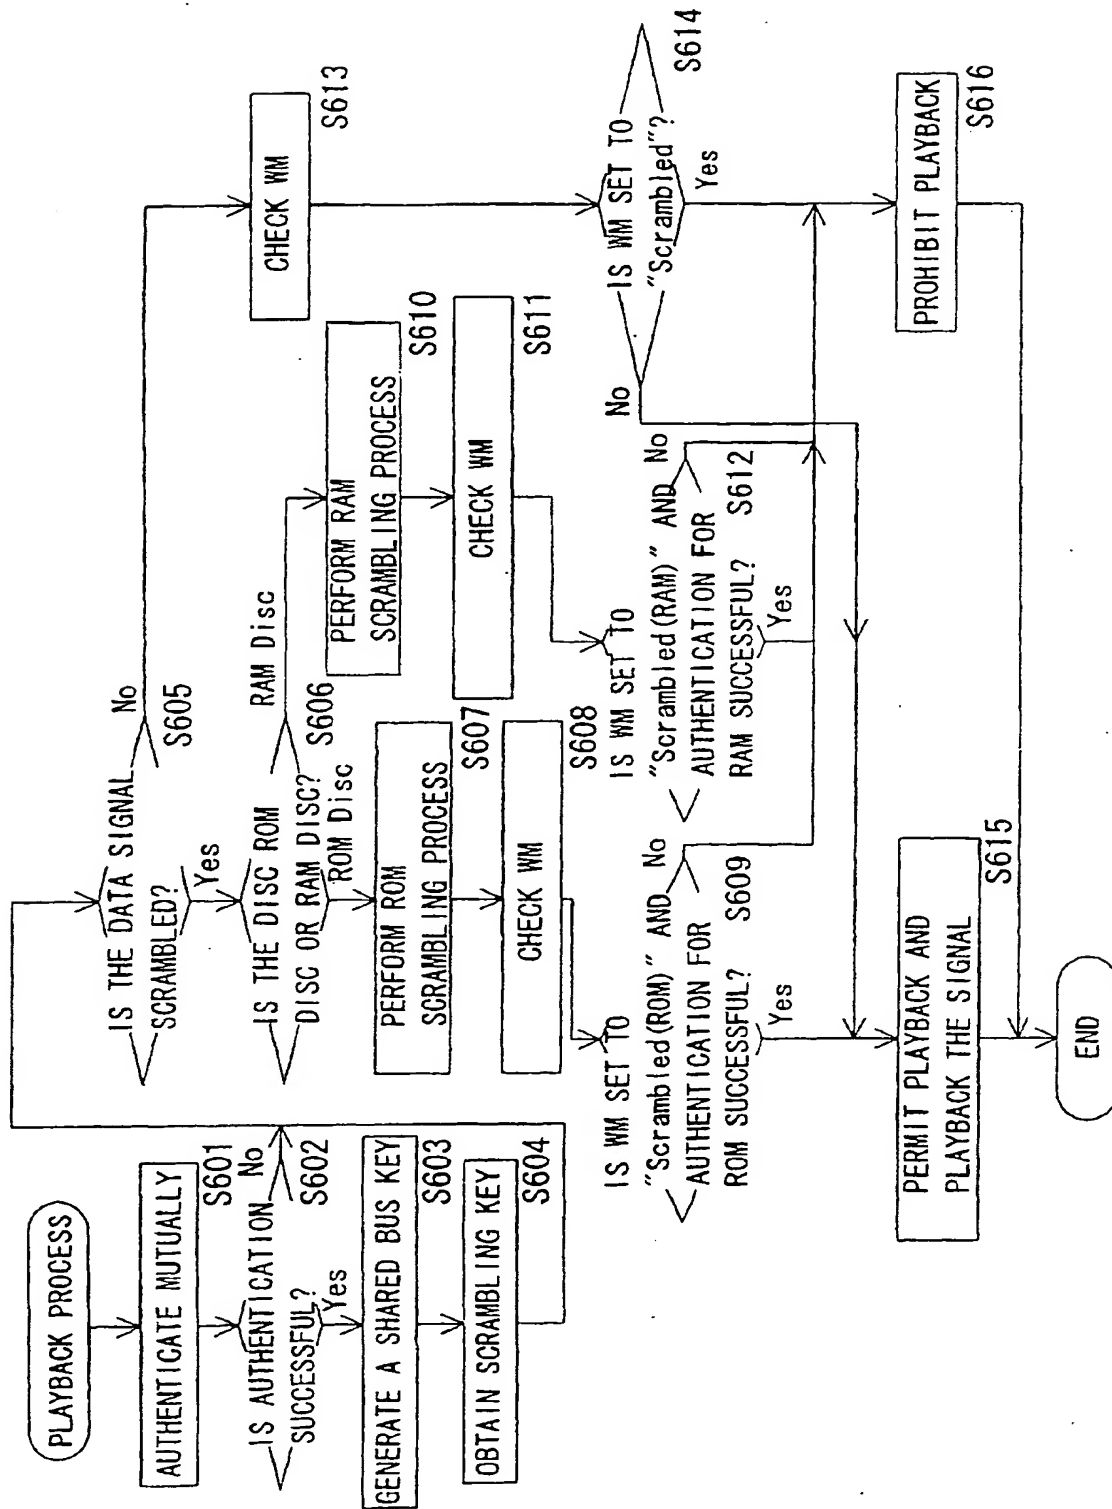 PLAYBACK PROCESS
AUTHENTICATE MUTUALLY
S601
IS AUTHENTICATION
SUCCESSFUL?
No
S602
Yes
GENERATE A SHARED BUS KEY
S603
OBTAIN SCRAMBLING KEY
S604
IS THE DATA SIGNAL
SCRAMBLED?
No
S605
Yes
IS THE DISC ROM
DISC OR RAM DISC?
RAM Disc
S606
ROM Disc
PERFORM ROM
SCRAMBLING PROCESS
S607
CHECK WM
S608
IS WM SET TO
"Scrambled(ROM)" AND
AUTHENTICATION FOR
ROM SUCCESSFUL?
No
S609
Yes
PERFORM RAM
SCRAMBLING PROCESS
S610
CHECK WM
S611
IS WM SET TO
"Scrambled(RAM)" AND
AUTHENTICATION FOR
RAM SUCCESSFUL?
No
S612
Yes
CHECK WM
S613
IS WM SET TO
"Scrambled"?
S614
No
Yes
PERMIT PLAYBACK AND
PLAYBACK THE SIGNAL
S615
PROHIBIT PLAYBACK
S616
END